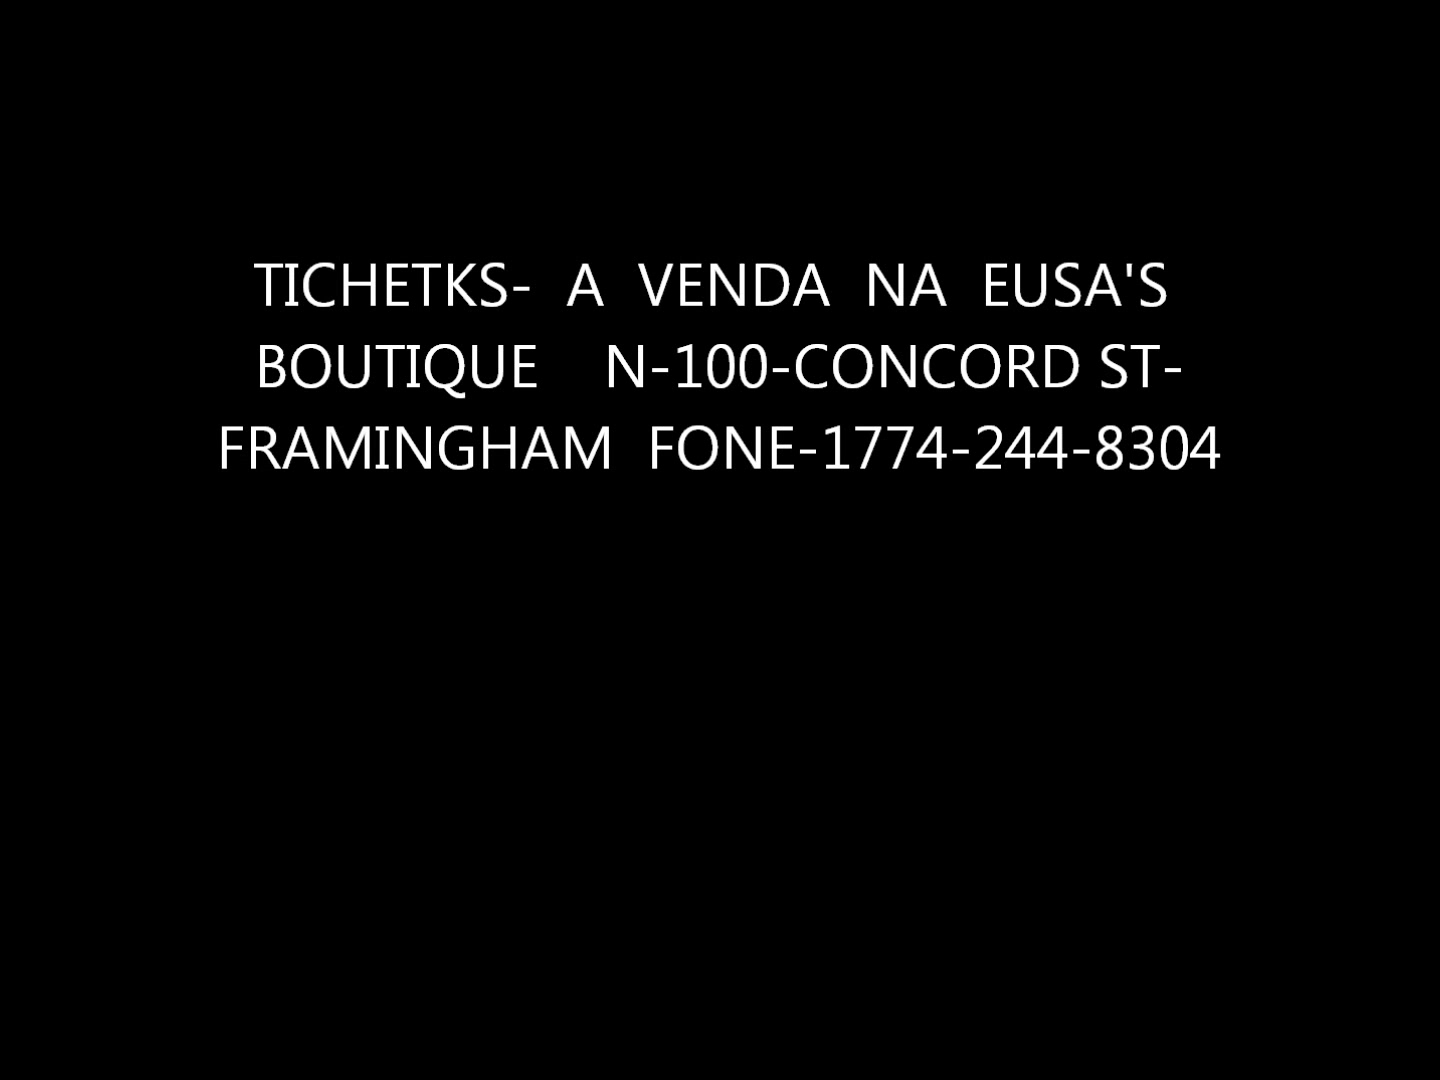 TICHETKS- A VENDA NA EUSA'S
BOUTIQUE N-100-CONCORD ST-
FRAMINGHAM FONE-1774-244-8304